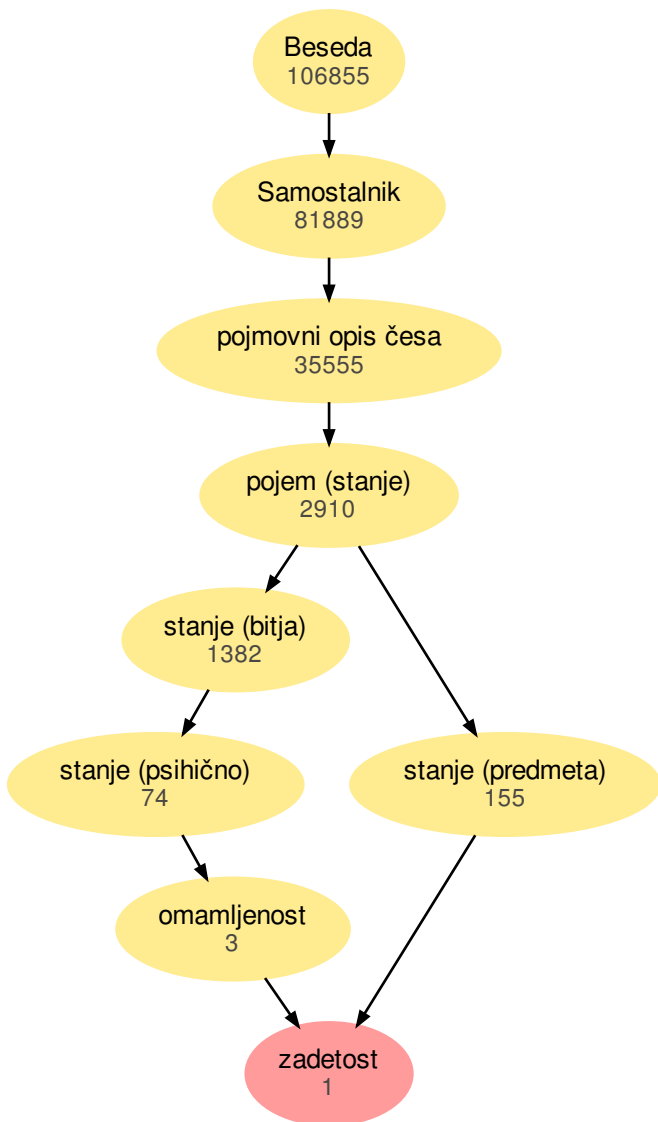 Beseda
106855
Samostalnik
81889
pojmovni opis česa
35555
pojem (stanje)
2910
stanje (bitja)
1382
stanje (psihično)
74
stanje (predmeta)
155
omamljenost
3
zadetost
1